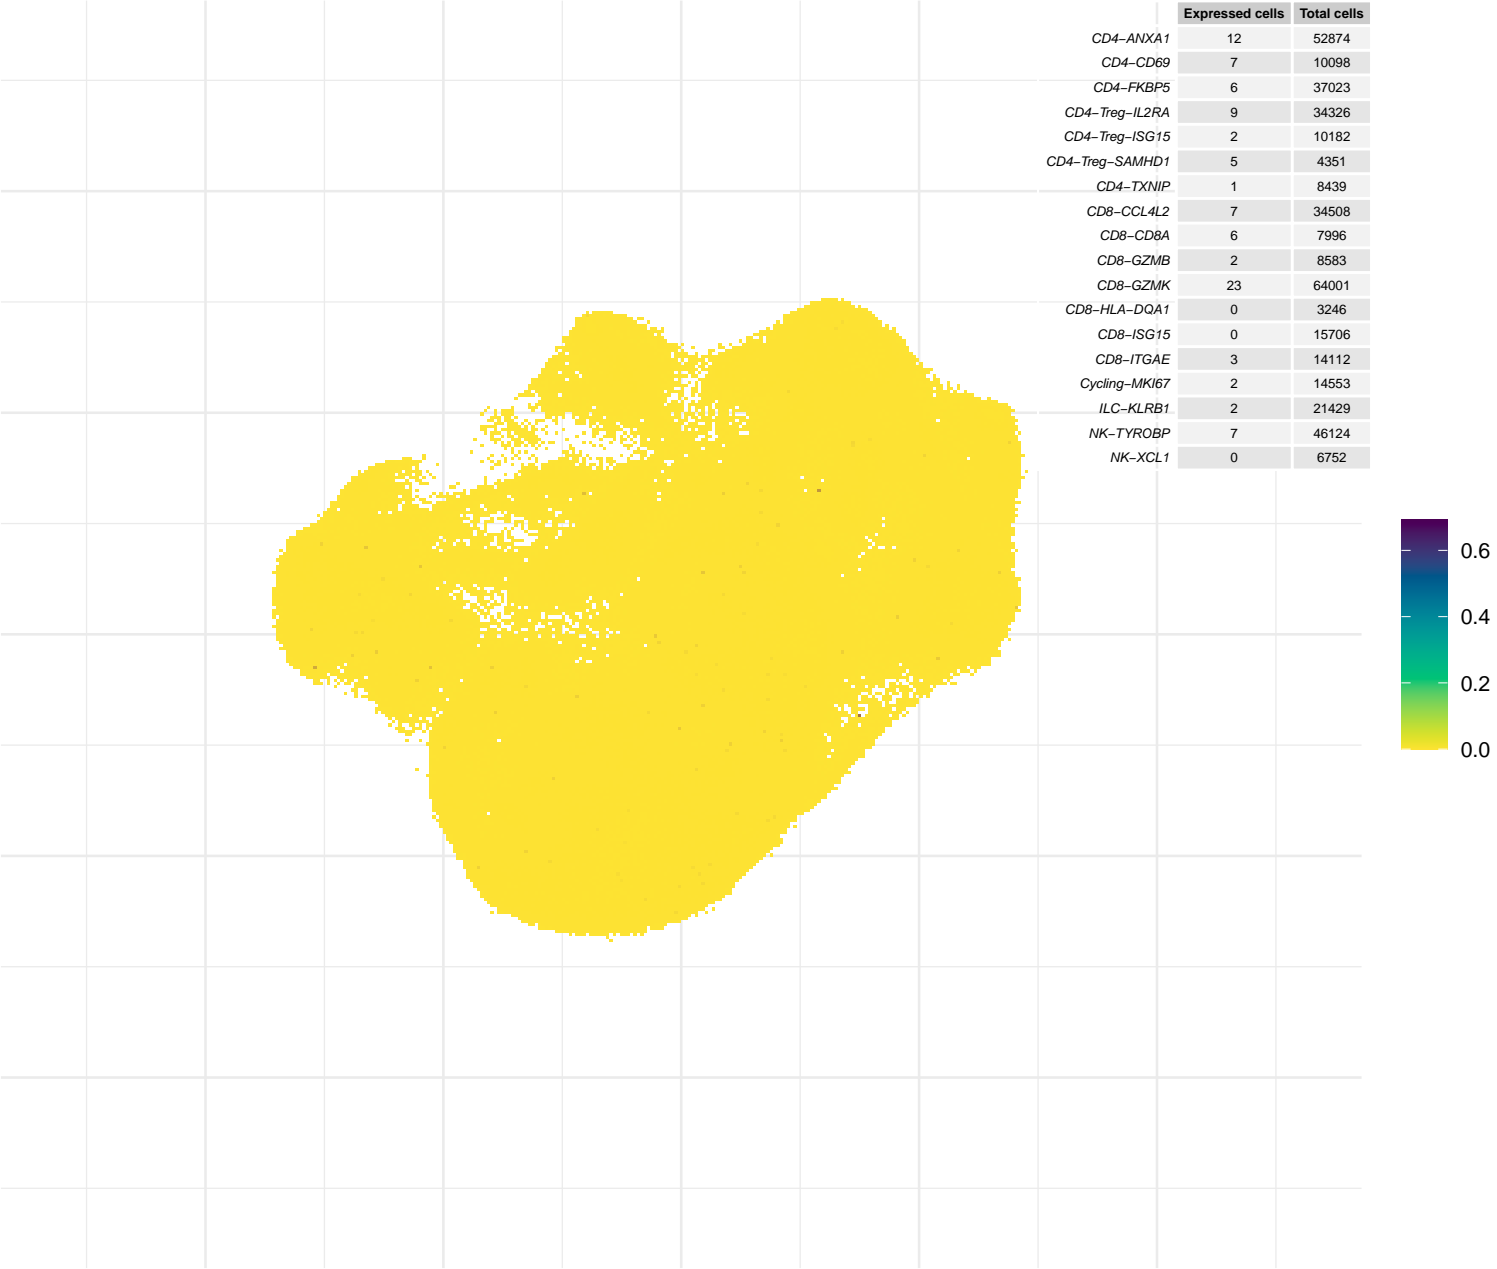 Expressed cells Total cells
CD4−ANXA1 12 52874
CD4−CD69 7 10098
CD4−FKBP5 6 37023
CD4−Treg−IL2RA 9 34326
CD4−Treg−ISG15 2 10182
CD4−Treg−SAMHD1 5 4351
CD4−TXNIP 1 8439
CD8−CCL4L2 7 34508
CD8−CD8A 6 7996
CD8−GZMB 2 8583
CD8−GZMK 23 64001
CD8−HLA−DQA1 0 3246
CD8−ISG15 0 15706
CD8−ITGAE 3 14112
Cycling−MKI67 2 14553
ILC−KLRB1 2 21429
NK−TYROBP 7 46124
NK−XCL1 0 6752
0.6
0.4
0.2
0.0